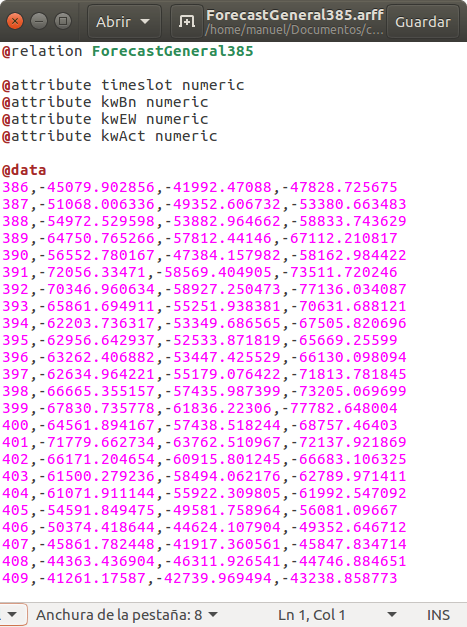 Abrir
ForecastGeneral385.arff
/home/manuel/Documentos/c...
Guardar
@relation ForecastGeneral385
@attribute timeslot numeric
@attribute kwBn numeric
@attribute kwEW numeric
@attribute kwAct numeric
@data
386,-45079.902856,-41992.47088,-47828.725675
387,-51068.006336,-49352.606732,-53380.663483
388,-54972.529598,-53882.964662,-58833.743629
389,-64750.765266,-57812.44146,-67112.210817
390,-56552.780167,-47384.157982,-58162.984422
391,-72056.33471,-58569.404905,-73511.720246
392,-70346.960634,-58927.250473,-77136.034087
393,-65861.694911,-55251.938381,-70631.688121
394,-62203.736317,-53349.686565,-67505.820696
395,-62956.642937,-52533.871819,-65669.25599
396,-63262.406882,-53447.425529,-66130.098094
397,-62634.964221,-55179.076422,-71813.781845
398,-66665.355157,-57435.987399,-73205.069699
399,-67830.735778,-61836.22306,-77782.648004
400,-64561.894167,-57438.518244,-68757.46403
401,-71779.662734,-63762.510967,-72137.921869
402,-66171.204654,-60915.801245,-66683.106325
403,-61500.279236,-58494.062176,-62789.971411
404,-61071.911144,-55922.309805,-61992.547092
405,-54591.849475,-49581.758964,-56081.09667
406,-50374.418644,-44624.107904,-49352.646712
407,-45861.782448,-41917.360561,-45847.834714
408,-44363.436904,-46311.926541,-44746.884651
409,-41261.17587,-42739.969494,-43238.858773
Anchura de la pestaña: 8
Ln 1, Col 1
INS